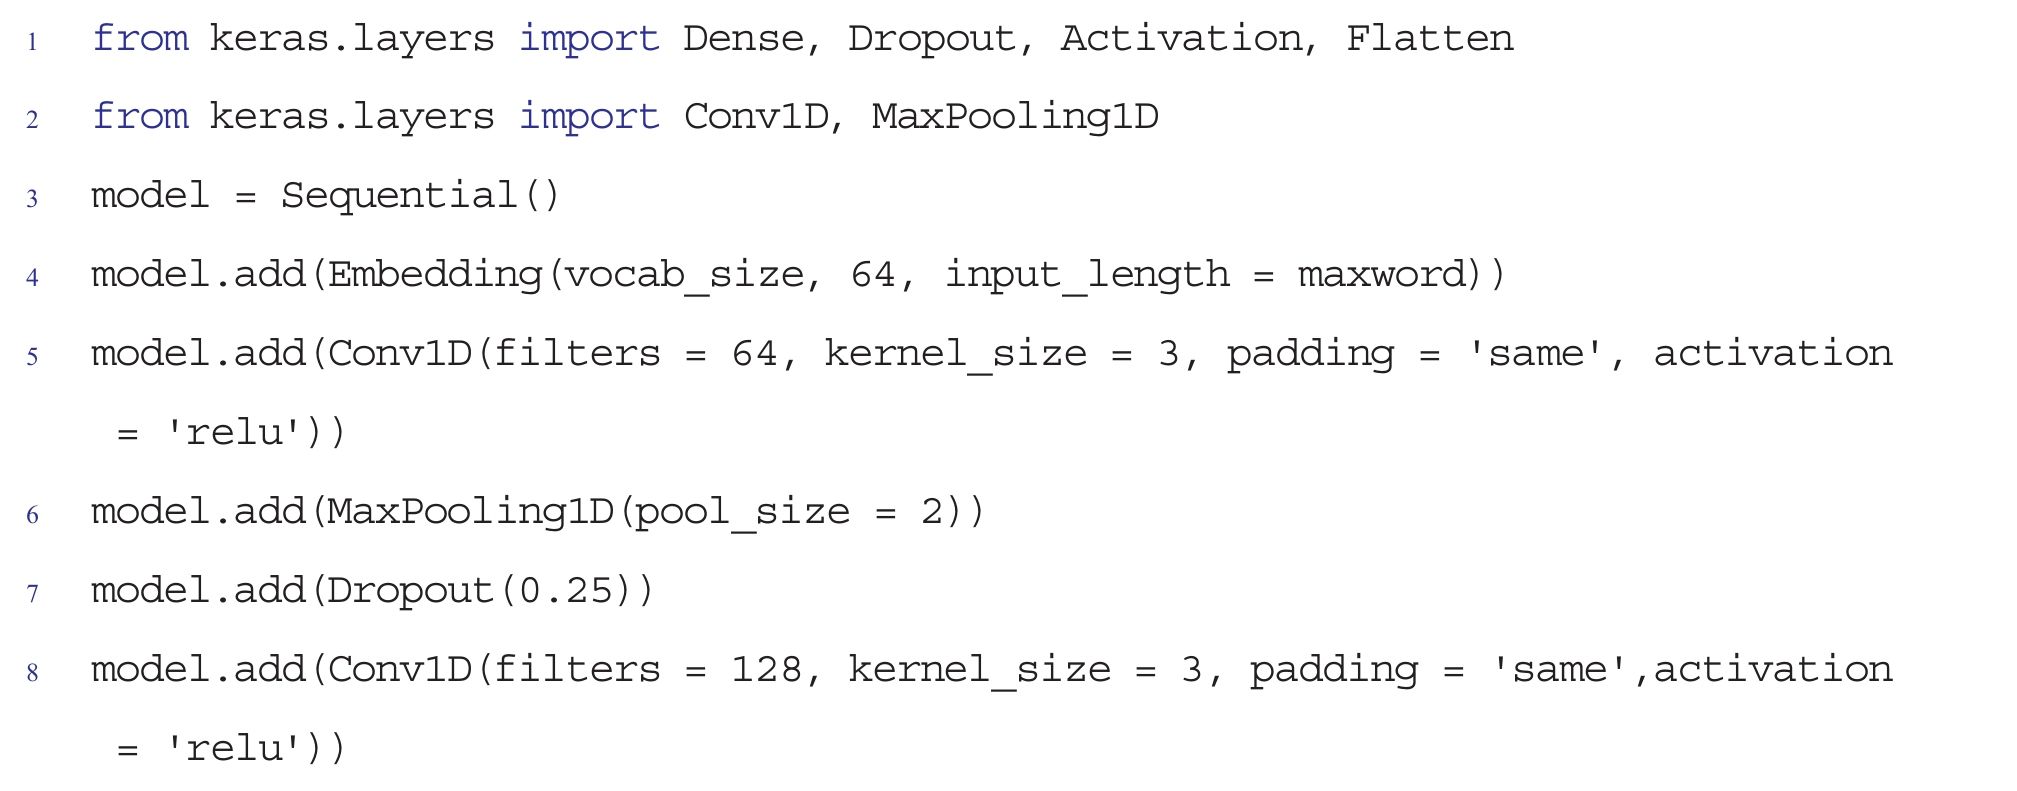 1 from keras.layers import Dense, Dropout, Activation, Flatten
2 from keras.layers import Conv1D, MaxPooling1D
3 model = Sequential()
4 model.add(Embedding(vocab_size, 64, input_length = maxword))
5 model.add(Conv1D(filters = 64, kernel_size = 3, padding = 'same', activation
= 'relu'))
6 model.add(MaxPooling1D(pool_size = 2))
7 model.add(Dropout(0.25))
8 model.add(Conv1D(filters = 128, kernel_size = 3, padding = 'same',activation
= 'relu'))